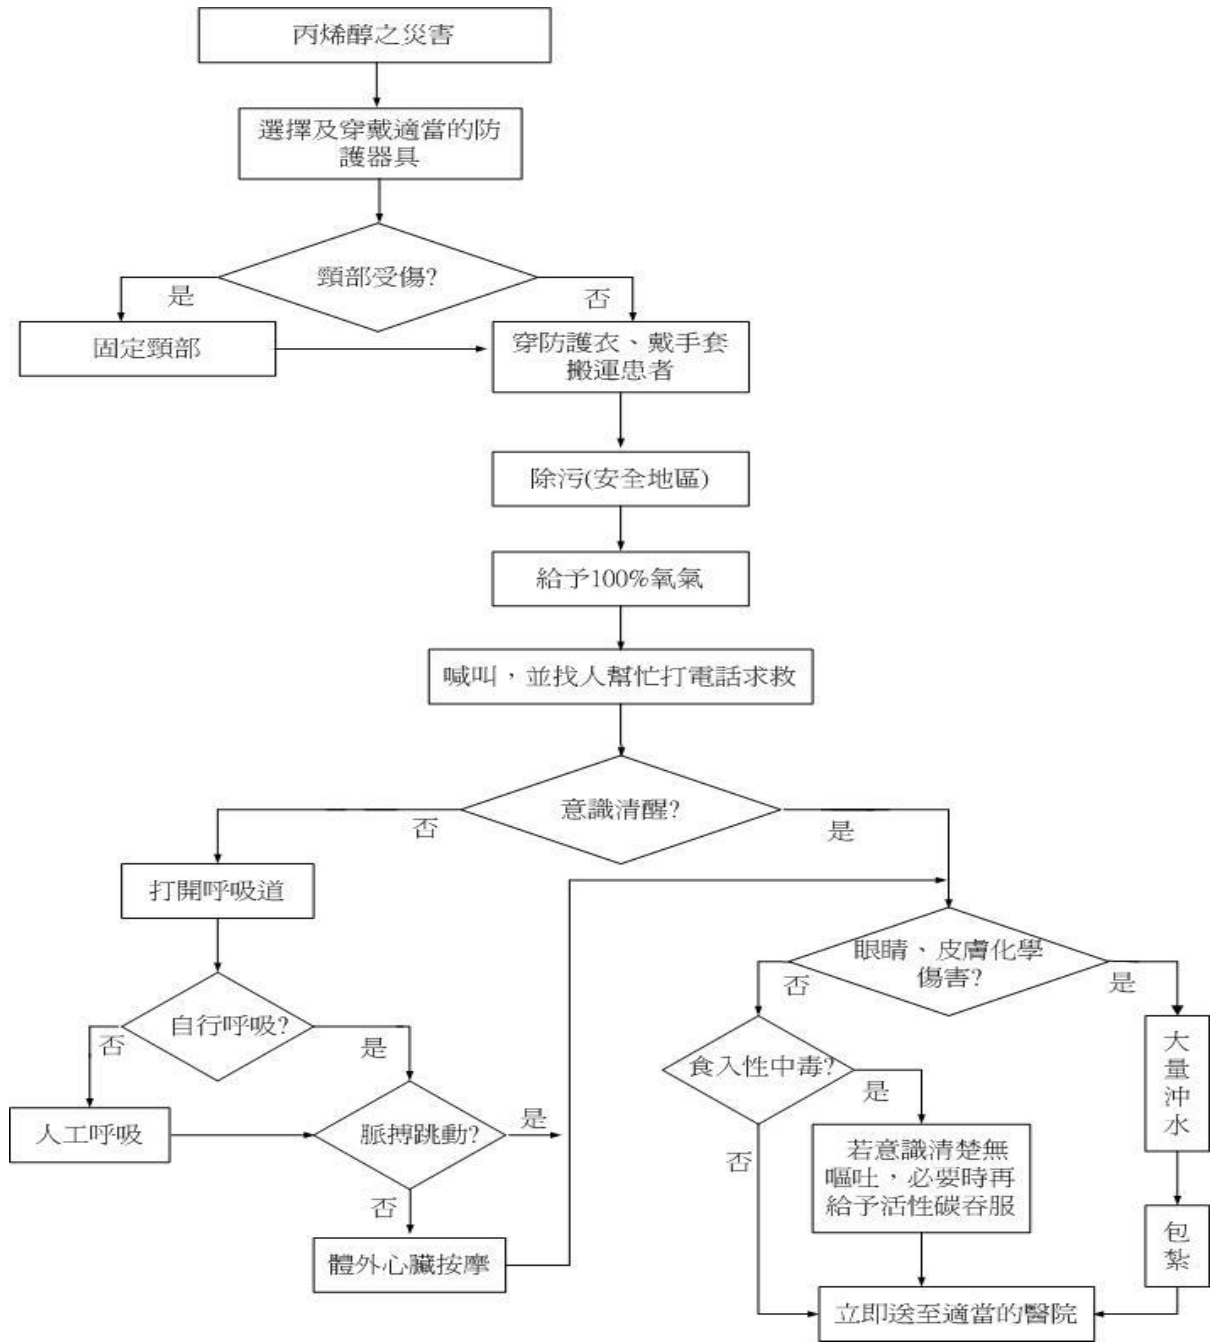 丙烯醇之災害
選擇及穿戴適當的防
護器具
頸部受傷?
是
否
固定頸部
穿防護衣、戴手套
搬運患者
除污(安全地區)
給予100%氧氣
喊叫，並找人幫忙打電話求救
意識清醒?
否
是
打開呼吸道
眼睛、皮膚化學
傷害?
否
是
自行呼吸?
否
是
食入性中毒?
是
否
大
量
沖
水
人工呼吸
脈搏跳動?
是
否
若意識清楚無
嘔吐，必要時再
給予活性碳吞服
包
紮
體外心臟按摩
立即送至適當的醫院